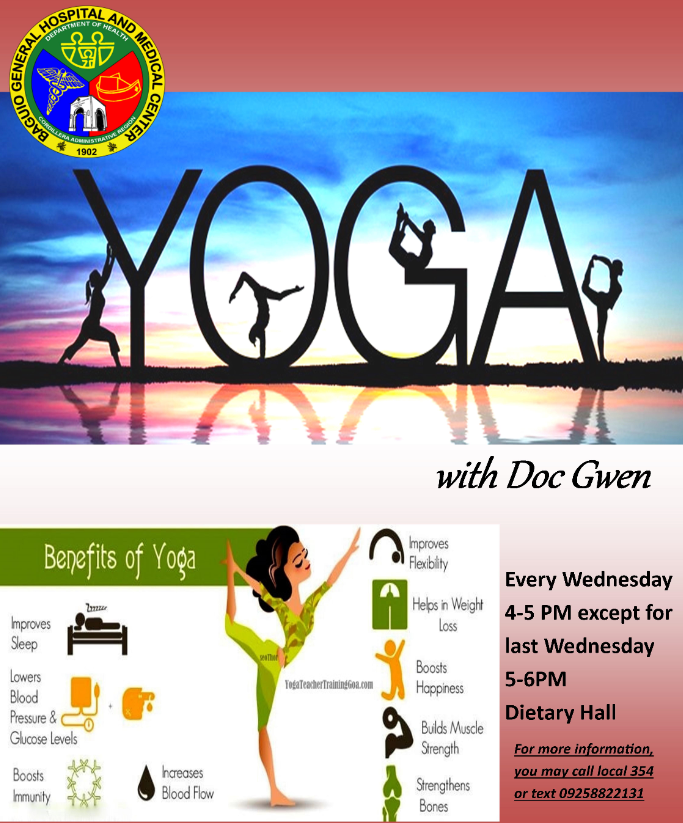 BAGUIO GENERAL HOSPITAL AND MEDICAL CENTER
DEPARTMENT OF HEALTH
CORDILLERA ADMINISTRATIVE REGION
1902
YOGA
with Doc Gwen
Benefits of Yoga
Improves
Sleep
zzzzzz
Lowers
Blood
Pressure &
Glucose Levels
Boosts
Immunity
Increases
Blood Flow
YogaTeacherTrainingGoa.com
Improves
Flexibility
Helps in Weight
Loss
Boosts
Happiness
Builds Muscle
Strength
Strengthens
Bones
Every Wednesday
4-5 PM except for
last Wednesday
5-6PM
Dietary Hall
For more information,
you may call local 354
or text 09258822131